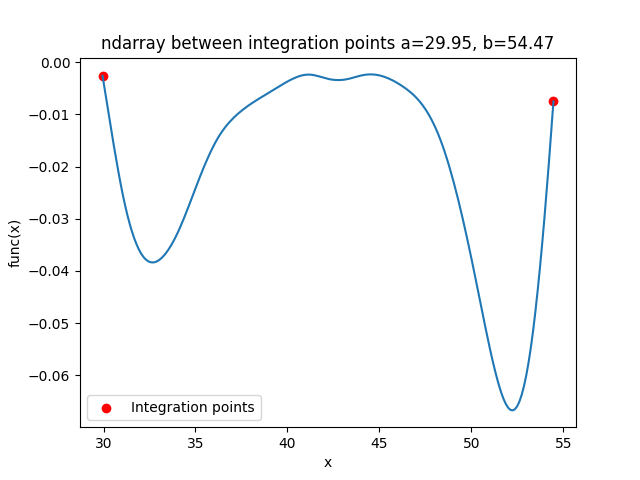 ndarray between integration points a=29.95, b=54.47
0.00
−0.01
−0.02
−0.03
−0.04
−0.05
−0.06
func(x)
Integration points
30 35 40 45 50 55
x